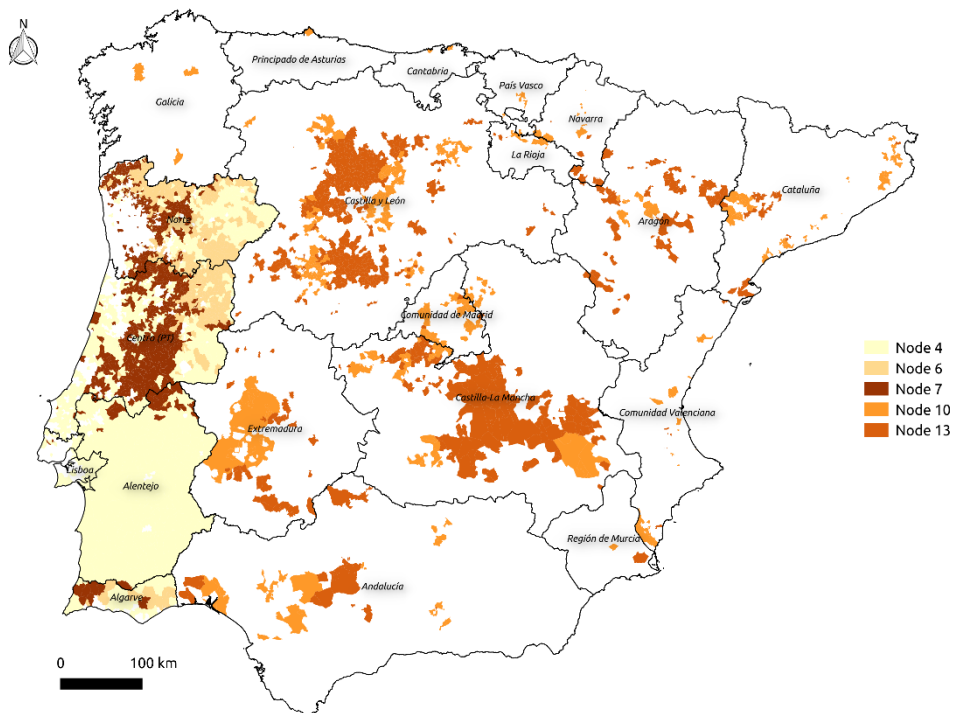 N
Principado de Asturias
Cantabria
País Vasco
Galicia
Navarra
La Rioja
Cataluña
Castilla y León
Norte
Aragón
Comunidad de Madrid
Centro (PT)
Castilla-La Mancha
Comunidad Valenciana
Extremadura
Lisboa
Alentejo
Región de Murcia
Andalucía
Algarve
Node 4
Node 6
Node 7
Node 10
Node 13
0 100 km